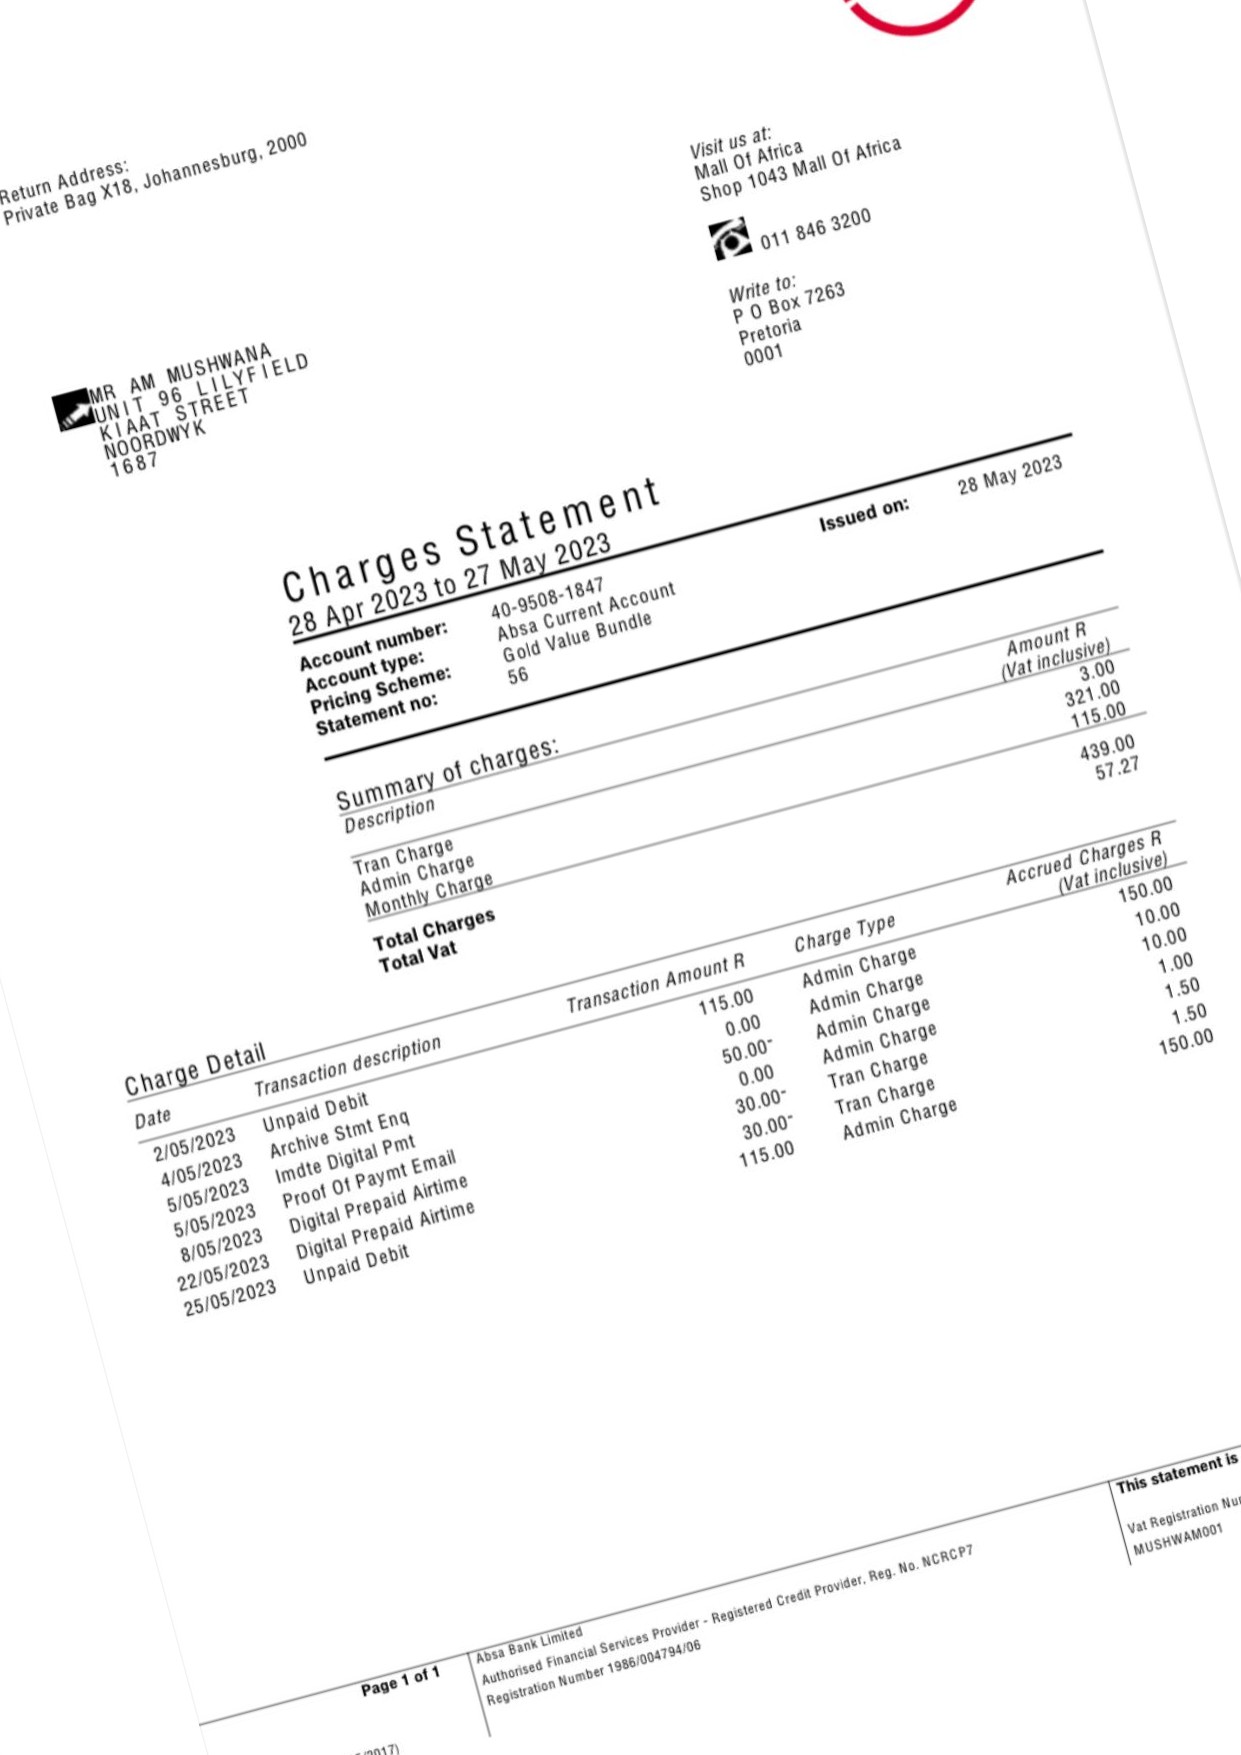 Return Address:
Private Bag X18, Johannesburg, 2000
Visit us at:
Mall Of Africa
Shop 1043 Mall Of Africa
011 846 3200
Write to:
P O Box 7263
Pretoria
0001
MR AM MUSHWANA
UNIT 96 LILYFIELD
KIAAT STREET
NOORDWYK
1687
Charges Statement
28 Apr 2023 to 27 May 2023
Issued on: 28 May 2023
Account number: 40-9508-1847
Account type: Absa Current Account
Pricing Scheme: Gold Value Bundle
Statement no: 56
Summary of charges:
Description Amount R
(Vat inclusive)
Tran Charge 3.00
Admin Charge 321.00
Monthly Charge 115.00
Total Charges 439.00
Total Vat 57.27
Charge Detail
Date Transaction description Transaction Amount R Charge Type Accrued Charges R
(Vat inclusive)
2/05/2023 Unpaid Debit 115.00 Admin Charge 150.00
4/05/2023 Archive Stmt Enq 0.00 Admin Charge 10.00
5/05/2023 Imdte Digital Pmt 50.00- Admin Charge 10.00
5/05/2023 Proof Of Paymt Email 0.00 Admin Charge 1.00
8/05/2023 Digital Prepaid Airtime 30.00- Tran Charge 1.50
22/05/2023 Digital Prepaid Airtime 30.00- Tran Charge 1.50
25/05/2023 Unpaid Debit 115.00 Admin Charge 150.00
This statement is
Vat Registration
MUSHWAM001
Page 1 of 1
Absa Bank Limited
Authorised Financial Services Provider - Registered Credit Provider, Reg. No. NCRCP7
Registration Number 1986/004794/06